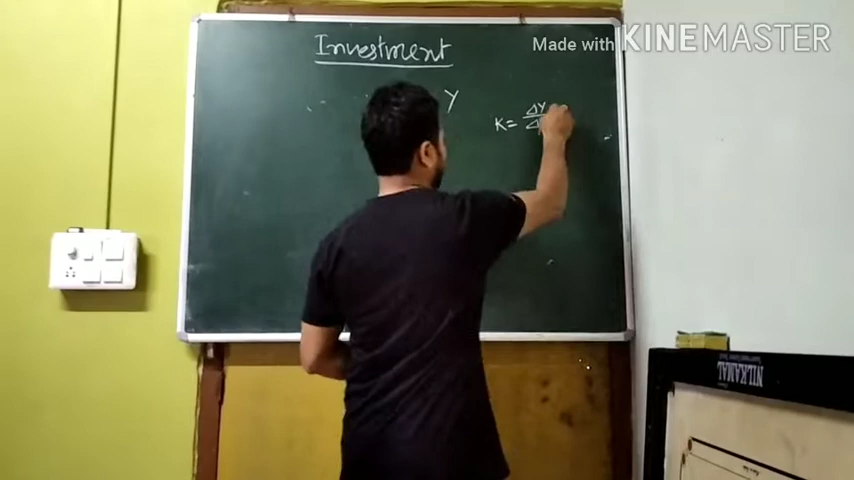 Investment
Made with KINEMASTER
Y
K= ΔY
NILKAMAL